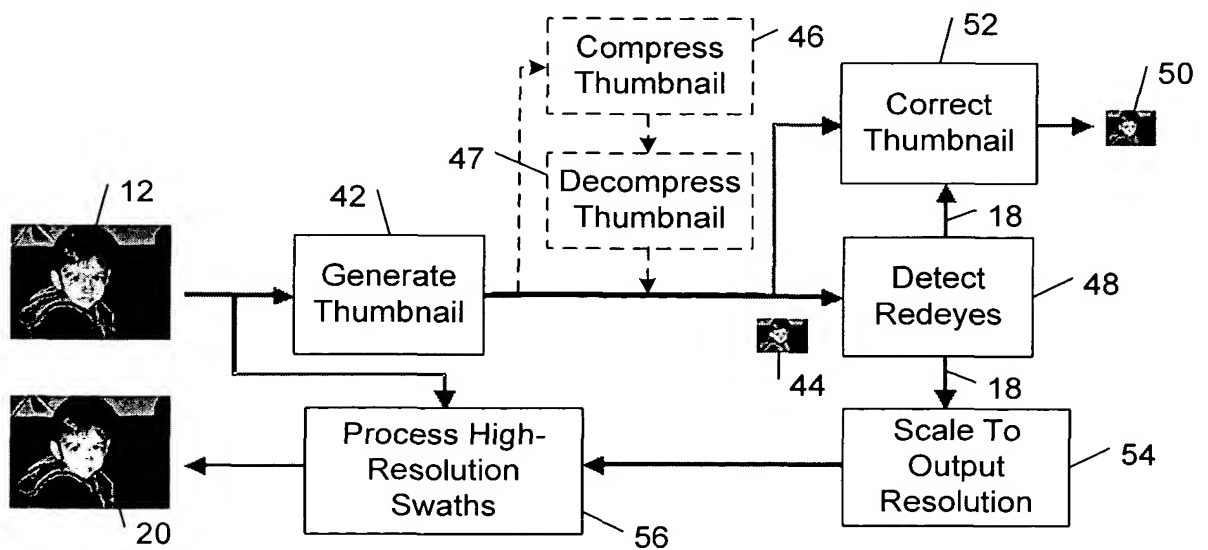 46
Compress
Thumbnail
52
50
Correct
Thumbnail
47
Decompress
Thumbnail
12
42
18
Generate
Thumbnail
Detect
Redeyes
48
44
18
Process High-
Resolution
Swaths
Scale To
Output
Resolution
54
20
56